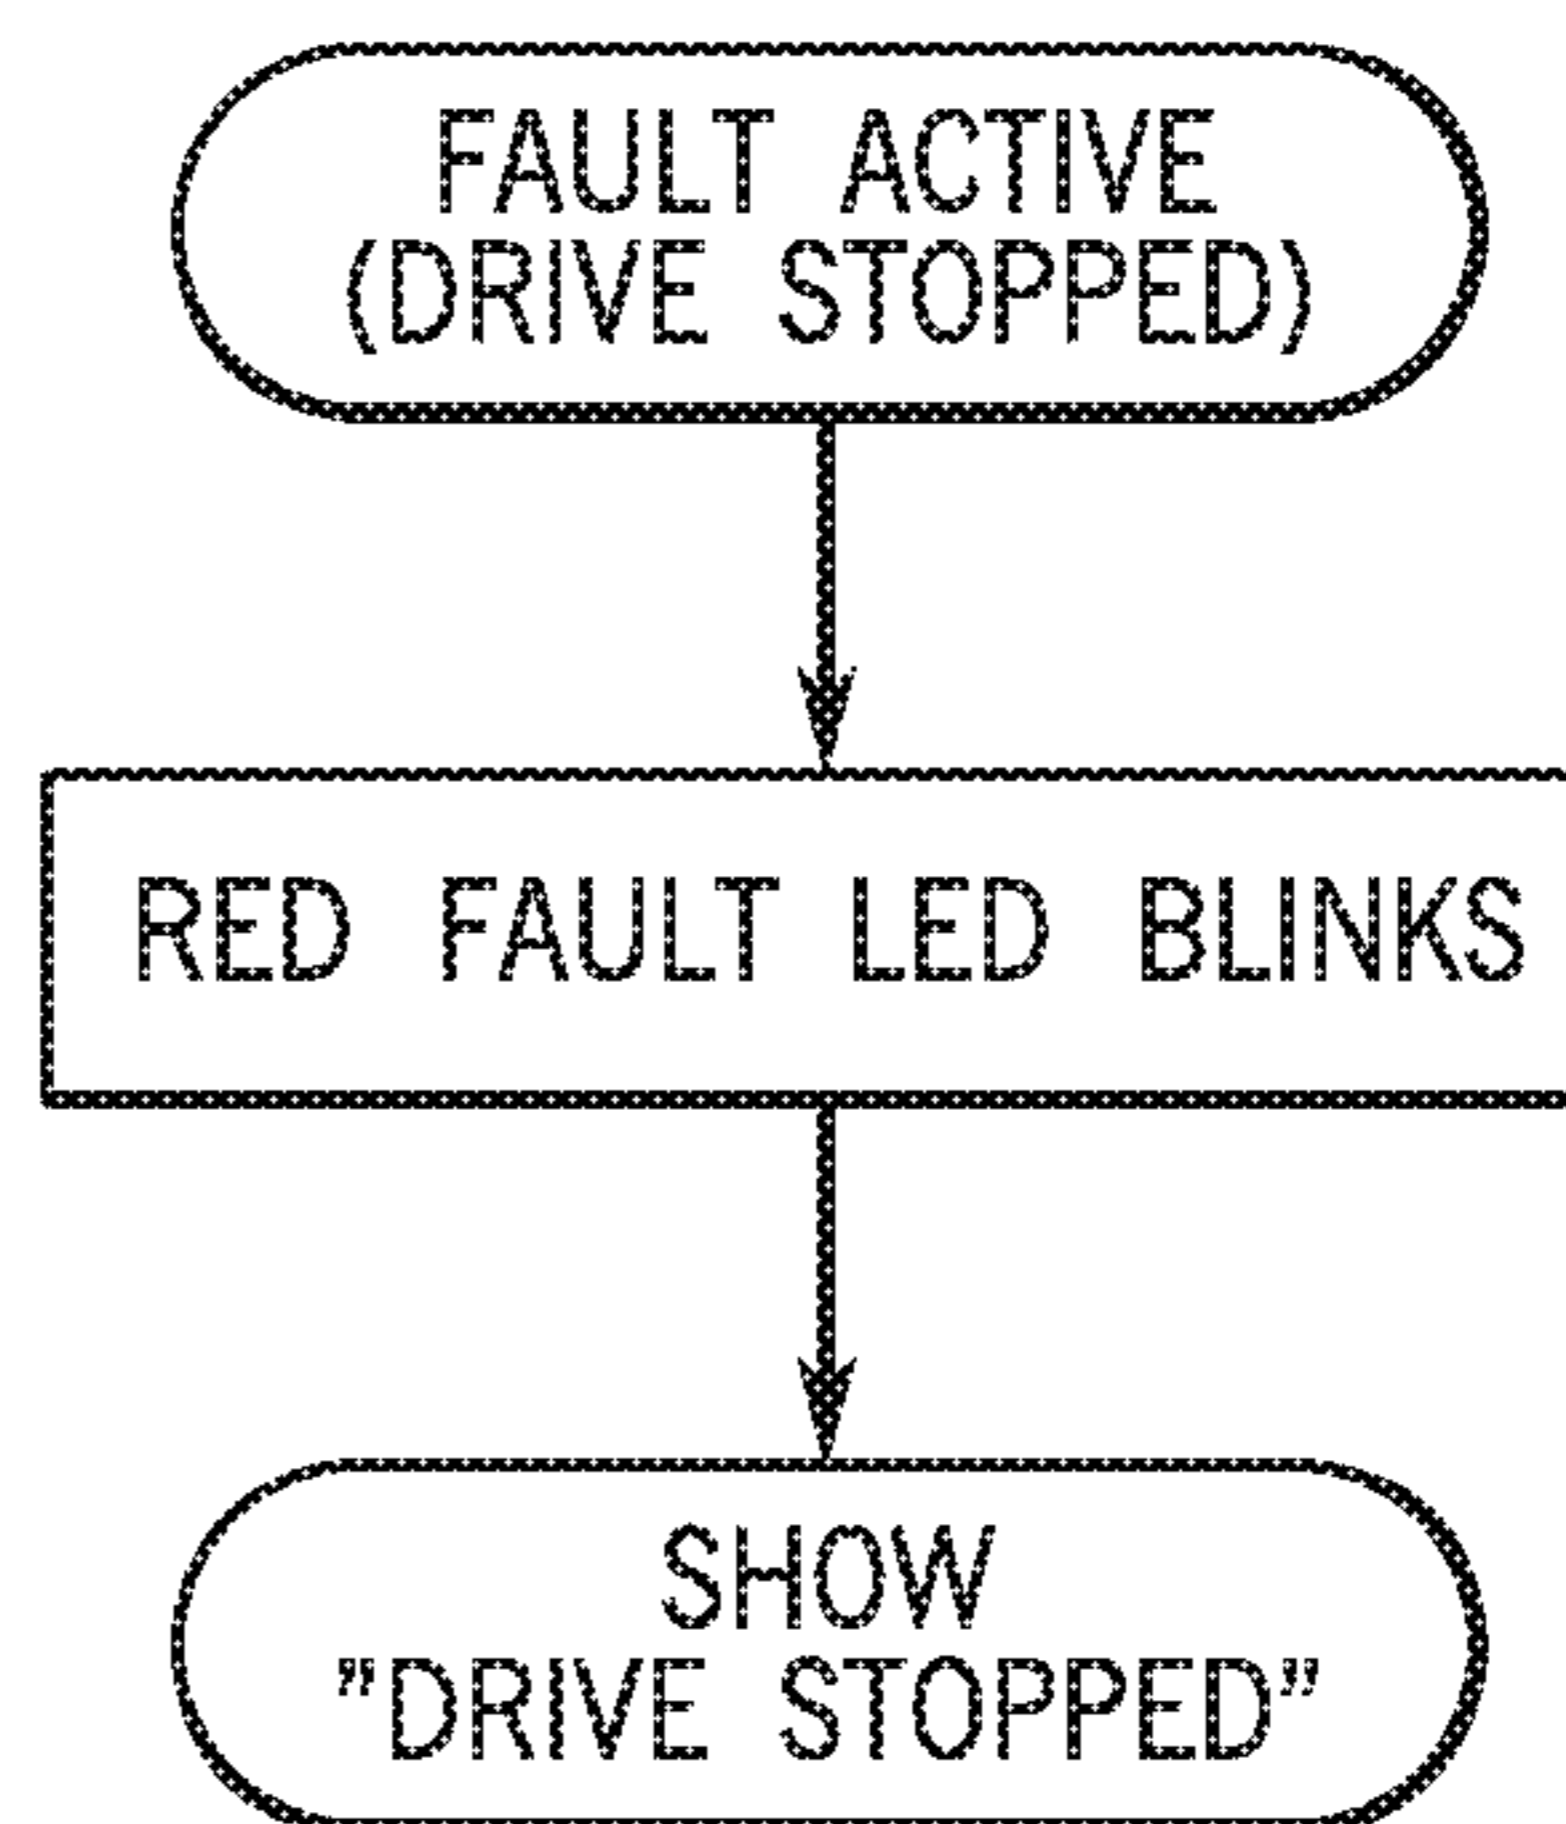 FAULT ACTIVE
(DRIVE STOPPED)
RED FAULT LED BLINKS
SHOW
"DRIVE STOPPED"